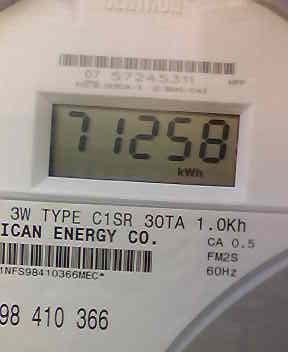 07 57245311
71258
kWh
3W TYPE C1SR 30TA 1.0Kh
ICAN ENERGY CO.
CA 0.5
FM2S
60Hz
1NFS98410366MEC*
98 410 366